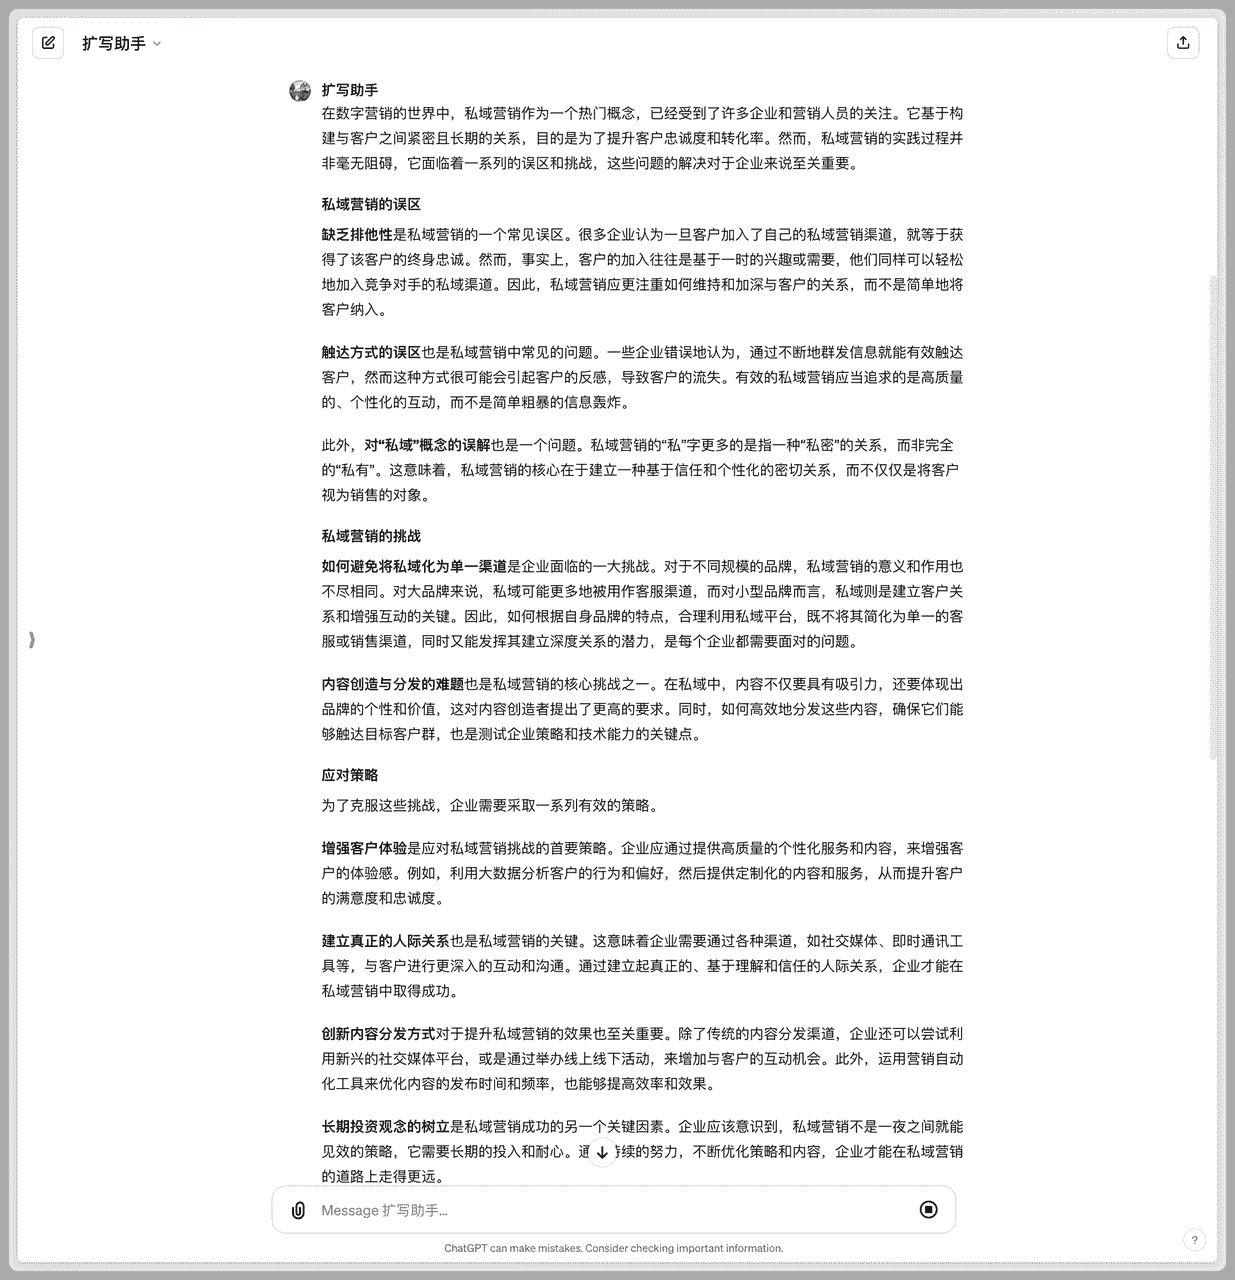 扩写助手
扩写助手
在数字营销的世界中，私域营销作为一个热门概念，已经受到了许多企业和营销人员的关注。它基于构
建与客户之间紧密且长期的关系，目的是为了提升客户忠诚度和转化率。然而，私域营销的实践过程并
非毫无阻碍，它面临着一系列的误区和挑战，这些问题的解决对于企业来说至关重要。
私域营销的误区
缺乏排他性是私域营销的一个常见误区。很多企业认为一旦客户加入了自己的私域营销渠道，就等于获
得了该客户的终身忠诚。然而，事实上，客户的加入往往是基于一时的兴趣或需要，他们同样可以轻松
地加入竞争对手的私域渠道。因此，私域营销应更注重如何维持和加深与客户的关系，而不是简单地将
客户纳入。
触达方式的误区也是私域营销中常见的问题。一些企业错误地认为，通过不断地群发信息就能有效触达
客户，然而这种方式很可能会引起客户的反感，导致客户的流失。有效的私域营销应当追求的是高质量
的、个性化的互动，而不是简单粗暴的信息轰炸。
此外，对“私域”概念的误解也是一个问题。私域营销的“私”字更多的是指一种“私密”的关系，而非完全
的“私有”。这意味着，私域营销的核心在于建立一种基于信任和个性化的密切关系，而不仅仅是将客户
视为销售的对象。
私域营销的挑战
如何避免将私域化为单一渠道是企业面临的一大挑战。对于不同规模的品牌，私域营销的意义和作用也
不尽相同。对大品牌来说，私域可能更多地被用作客服渠道，而对小型品牌而言，私域则是建立客户关
系和增强互动的关键。因此，如何根据自身品牌的特点，合理利用私域平台，既不将其简化为单一的客
服或销售渠道，同时又能发挥其建立深度关系的潜力，是每个企业都需要面对的问题。
内容创造与分发的难题也是私域营销的核心挑战之一。在私域中，内容不仅要具有吸引力，还要体现出
品牌的个性和价值，这对内容创造者提出了更高的要求。同时，如何高效地分发这些内容，确保它们能
够触达目标客户群，也是测试企业策略和技术能力的关键点。
应对策略
为了克服这些挑战，企业需要采取一系列有效的策略。
增强客户体验是应对私域营销挑战的首要策略。企业应通过提供高质量的个性化服务和内容，来增强客
户的体验感。例如，利用大数据分析客户的行为和偏好，然后提供定制化的内容和服务，从而提升客户
的满意度和忠诚度。
建立真正的人际关系也是私域营销的关键。这意味着企业需要通过各种渠道，如社交媒体、即时通讯工
具等，与客户进行更深入的互动和沟通。通过建立起真正的、基于理解和信任的人际关系，企业才能在
私域营销中取得成功。
创新内容分发方式对于提升私域营销的效果也至关重要。除了传统的内容分发渠道，企业还可以尝试利
用新兴的社交媒体平台，或是通过举办线上线下活动，来增加与客户的互动机会。此外，运用营销自动
化工具来优化内容的发布时间和频率，也能够提高效率和效果。
长期投资观念的树立是私域营销成功的另一个关键因素。企业应该意识到，私域营销不是一夜之间就能
见效的策略，它需要长期的投入和耐心。通续的努力，不断优化策略和内容，企业才能在私域营销
的道路上走得更远。
Message 扩写助手...
ChatGPT can make mistakes. Consider checking important information.
?